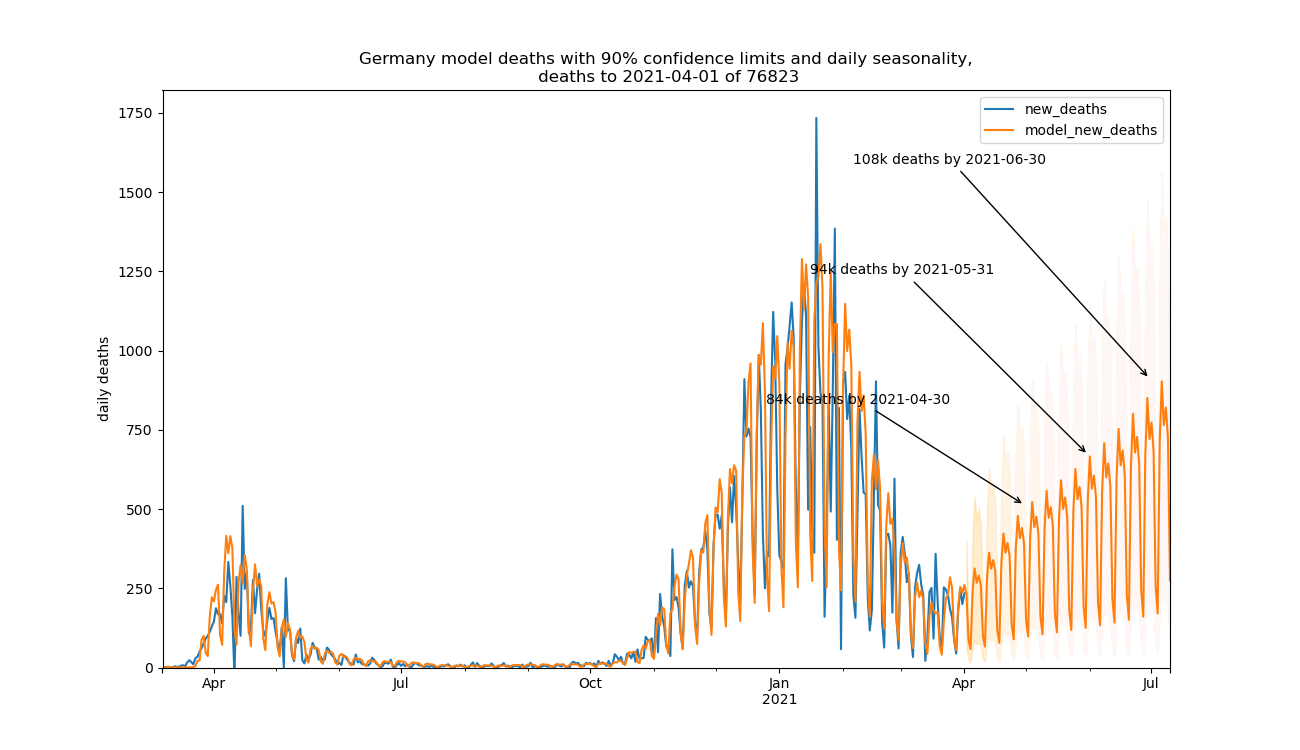 Germany model deaths with 90% confidence limits and daily seasonality,
deaths to 2021-04-01 of 76823
new_deaths
model_new_deaths
108k deaths by 2021-06-30
94k deaths by 2021-05-31
84k deaths by 2021-04-30
daily deaths
1750
1500
1250
1000
750
500
250
0
Apr
Jul
Oct
Jan
2021
Apr
Jul